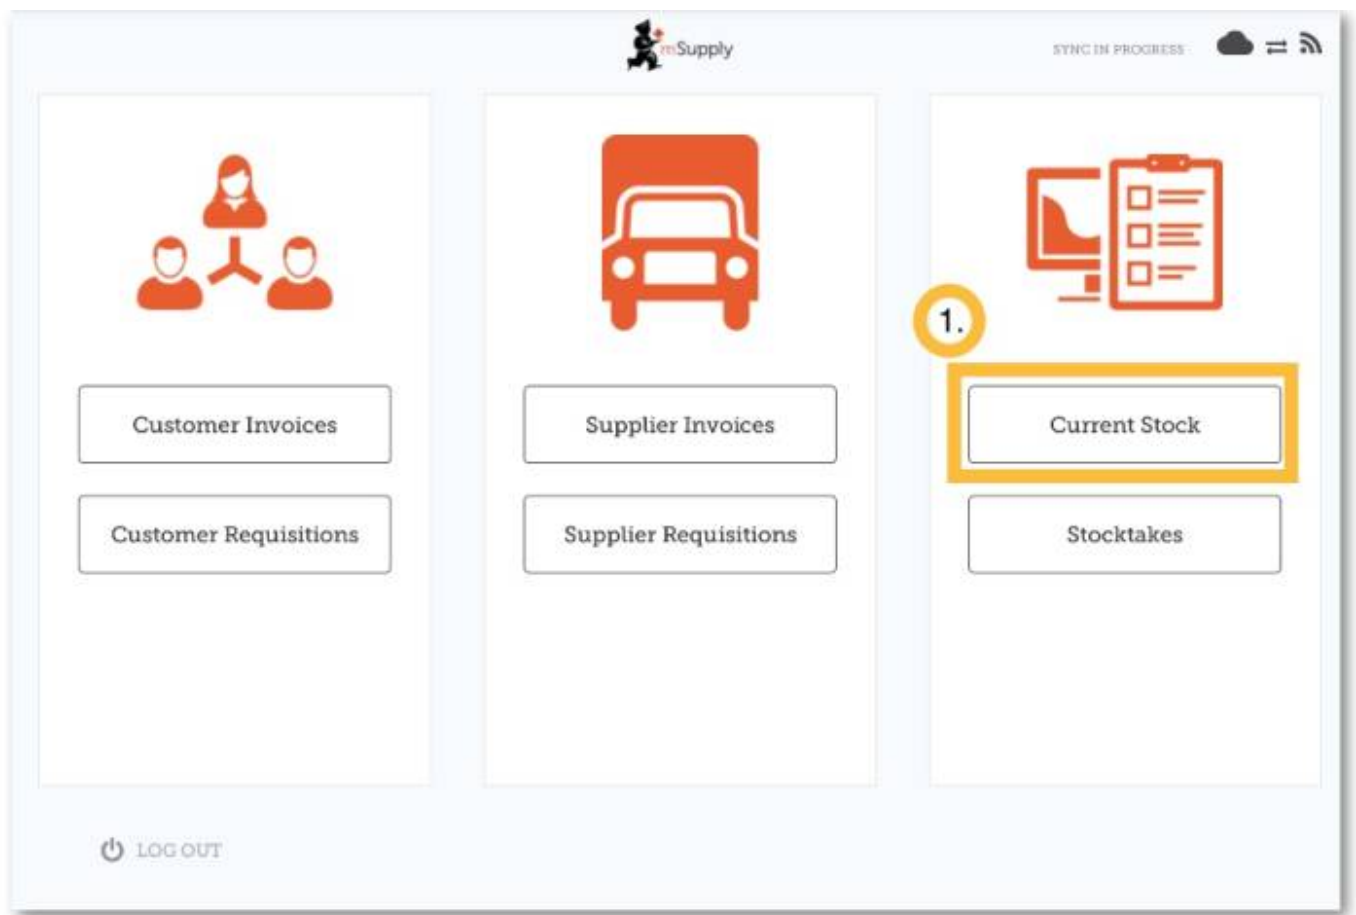 mSupply
SYNC IN PROGRESS
1.
Customer Invoices
Supplier Invoices
Current Stock
Customer Requisitions
Supplier Requisitions
Stocktakes
LOG OUT